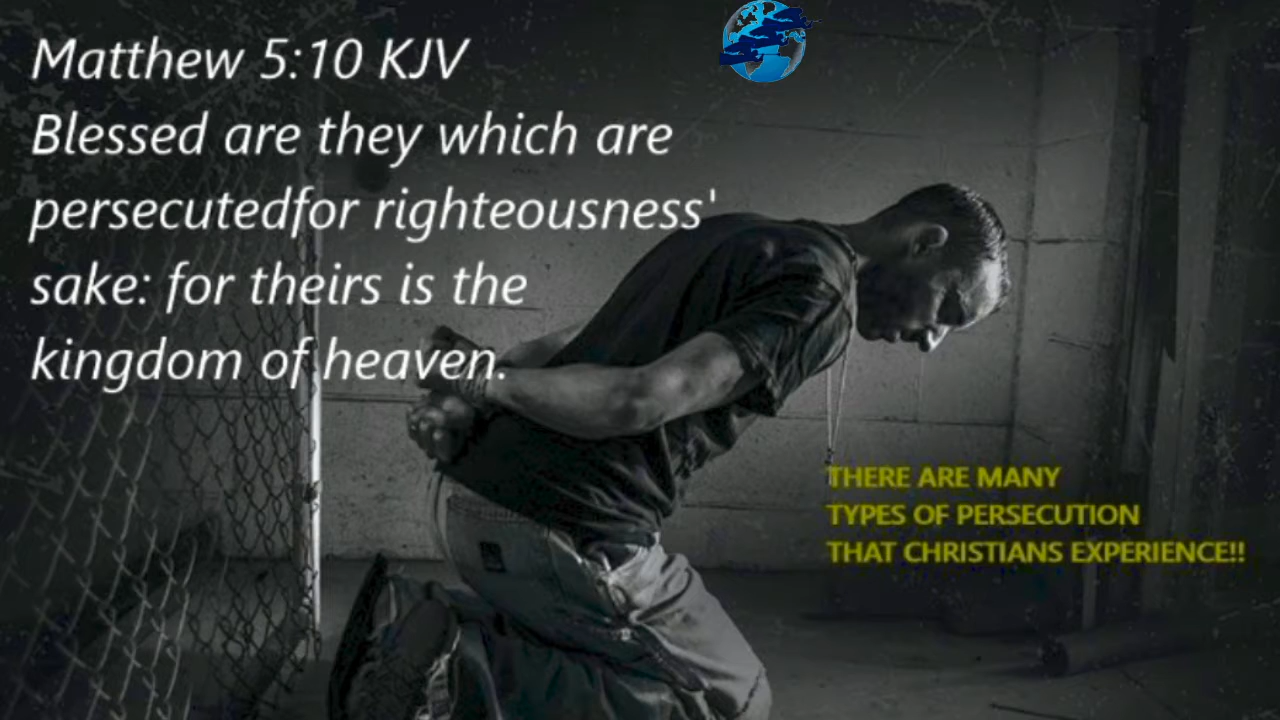 Matthew 5:10 KJV
Blessed are they which are
persecutedfor righteousness'
sake: for theirs is the
kingdom of heaven.
THERE ARE MANY
TYPES OF PERSECUTION
THAT CHRISTIANS EXPERIENCE!!